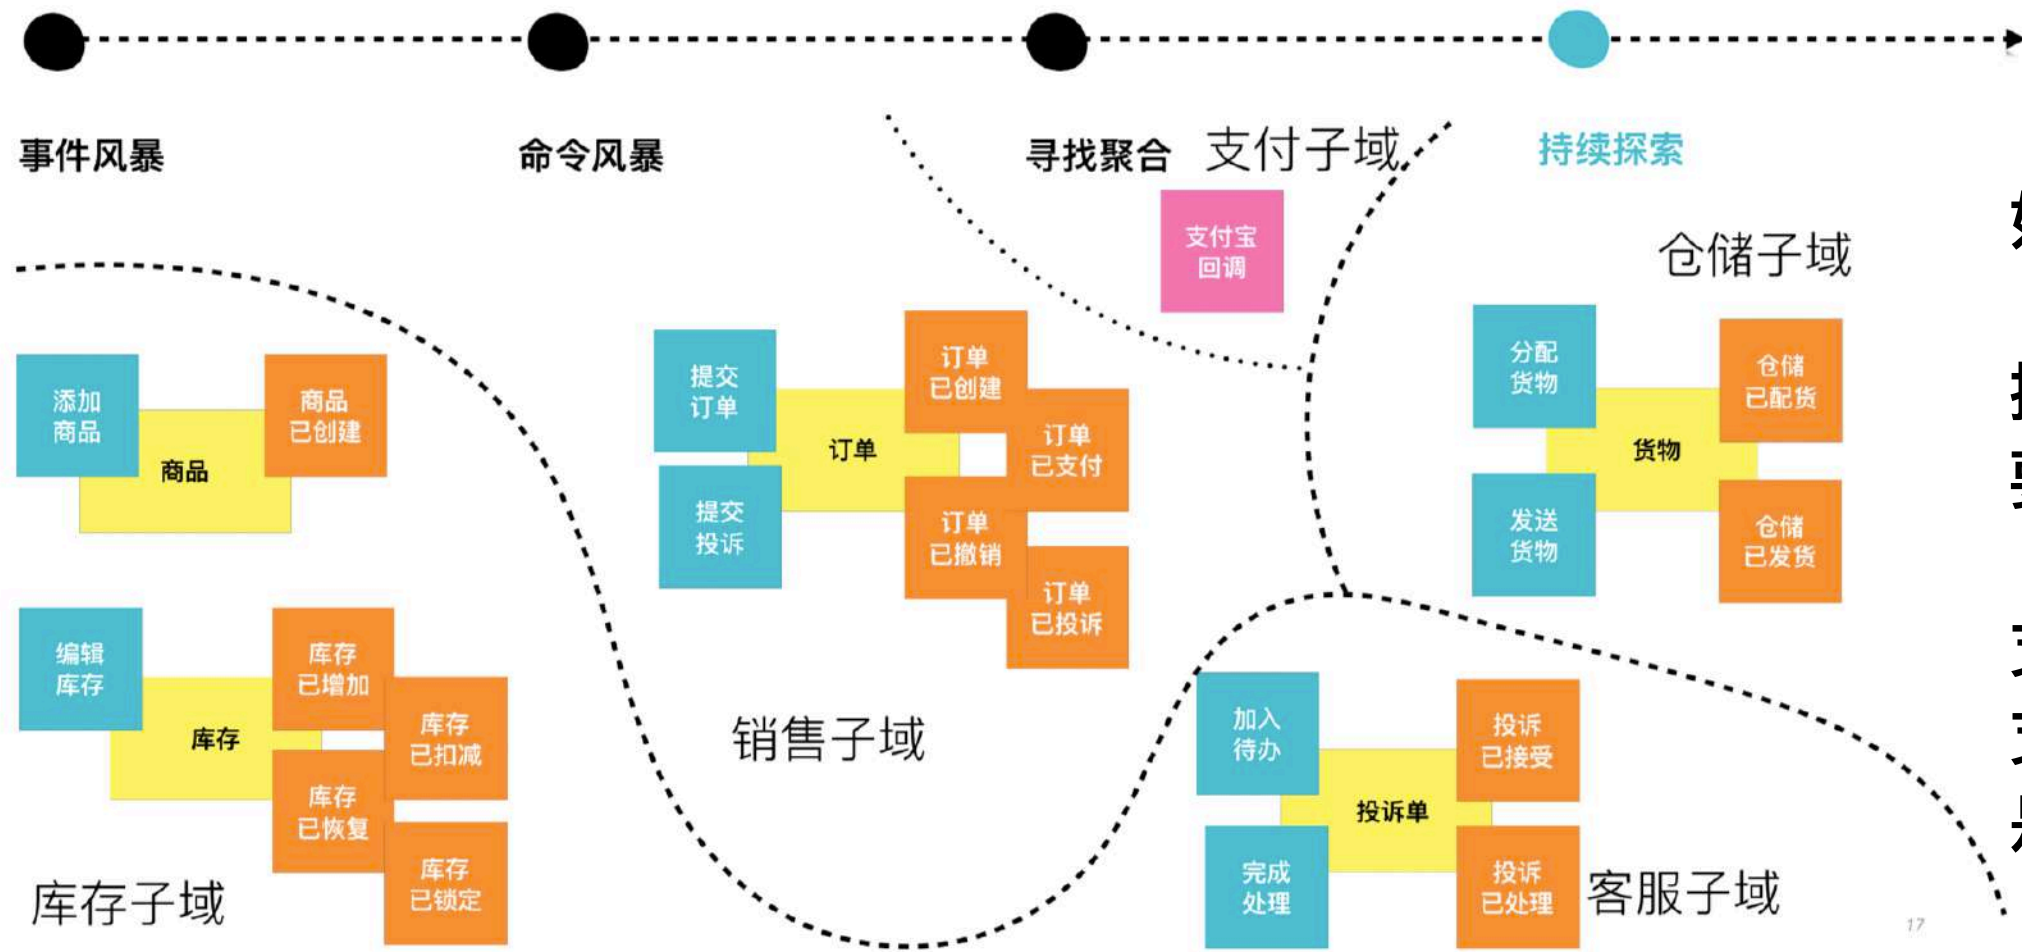 事件风暴
命令风暴
寻找聚合
支付子域
持续探索
支付宝
回调
仓储子域
添加
商品
商品
商品
已创建
提交
订单
提交
投诉
订单
订单
已创建
订单
已支付
订单
已撤销
订单
已投诉
分配
货物
发送
货物
货物
仓储
已配货
仓储
已发货
编辑
库存
库存
库存
已增加
库存
已扣减
库存
已恢复
库存
已锁定
库存子域
销售子域
加入
待办
完成
处理
投诉单
投诉
已接受
投诉
已处理
客服子域
17